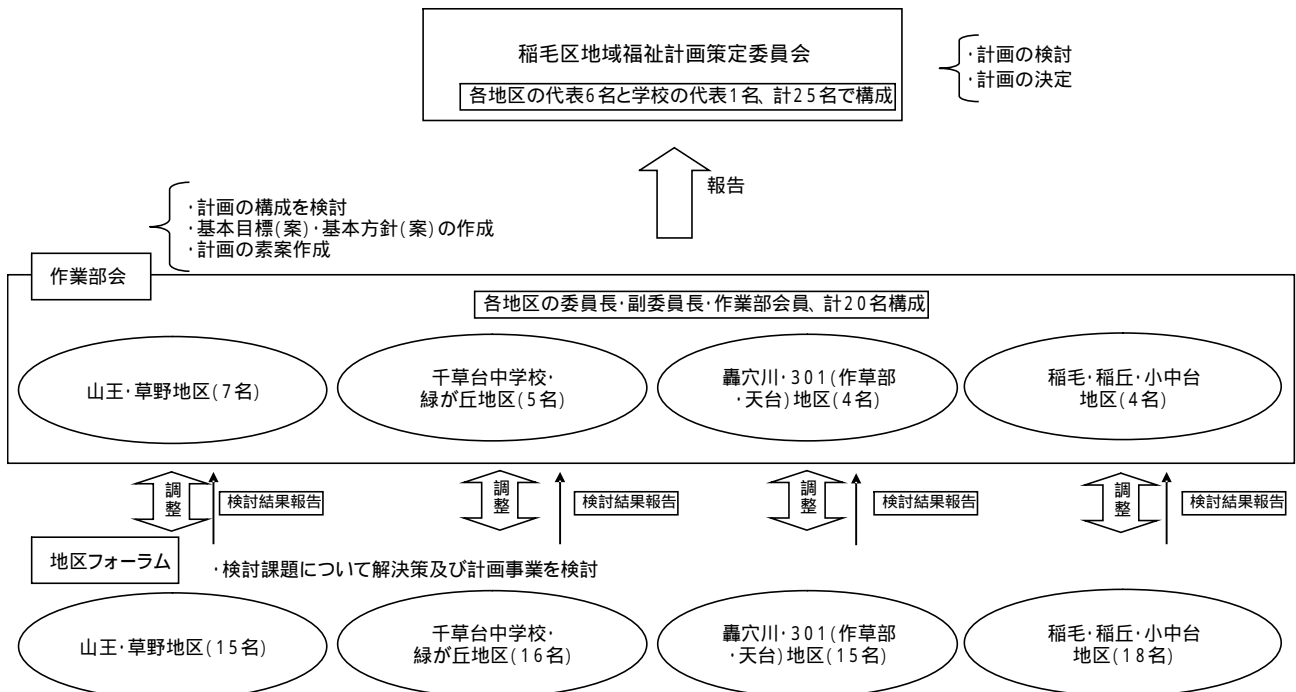 稲毛区地域福祉計画策定委員会
各地区の代表6名と学校の代表1名、計25名で構成
・計画の検討
・計画の決定
報告
・計画の構成を検討
・基本目標(案)・基本方針(案)の作成
・計画の素案作成
作業部会
各地区の委員長・副委員長・作業部会員、計20名構成
山王・草野地区(7名)
千草台中学校・
緑が丘地区(5名)
轟穴川・301(作草部
・天台)地区(4名)
稲毛・稲丘・小中台
地区(4名)
調
整
検討結果報告
調
整
検討結果報告
調
整
検討結果報告
調
整
検討結果報告
地区フォーラム
・検討課題について解決策及び計画事業を検討
山王・草野地区(15名)
千草台中学校・
緑が丘地区(16名)
轟穴川・301(作草部
・天台)地区(15名)
稲毛・稲丘・小中台
地区(18名)